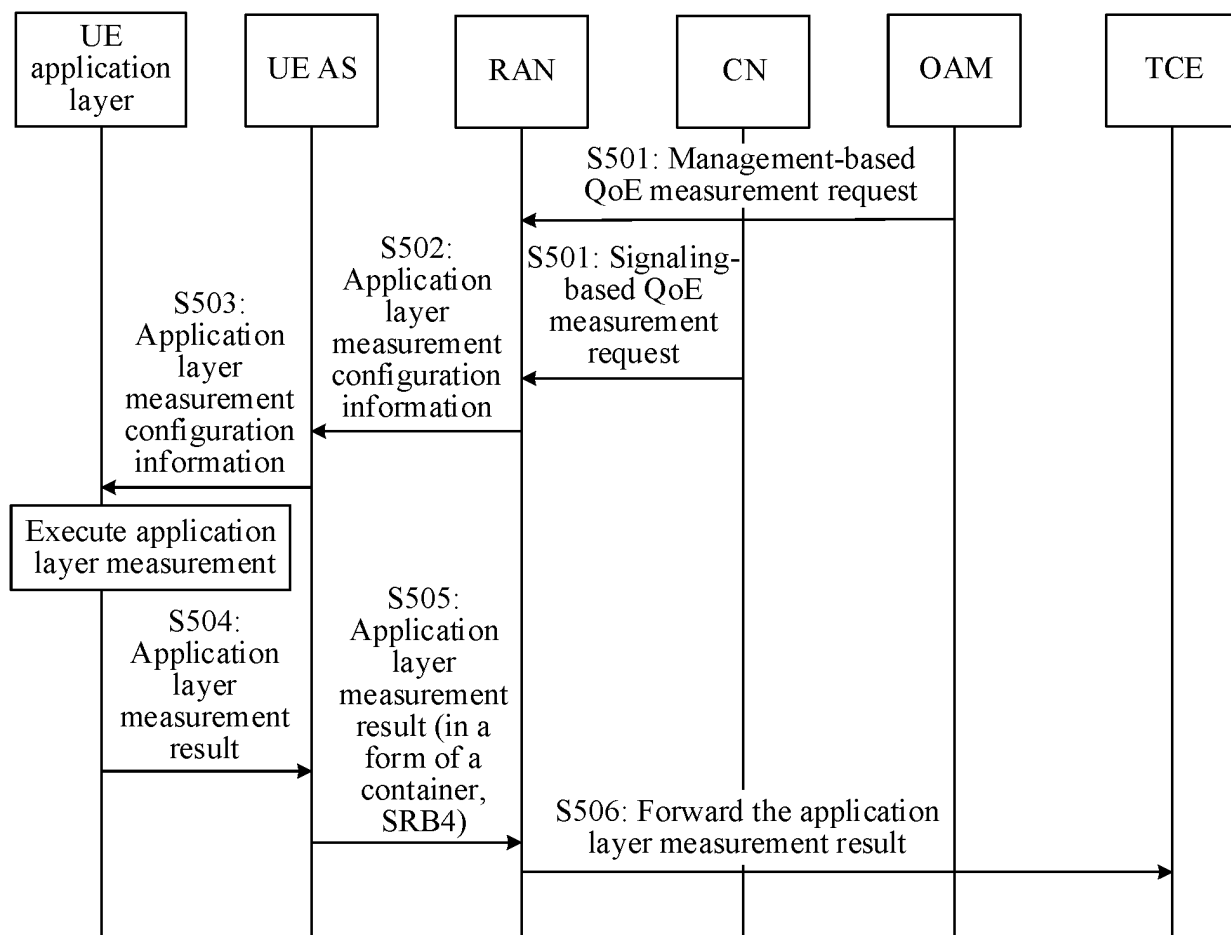 UE
application
layer
UE AS
RAN
CN
OAM
TCE
S501: Management-based
QoE measurement request
S501: Signaling-
based QoE
measurement
request
S502:
Application
layer
measurement
configuration
information
S503:
Application
layer
measurement
configuration
information
Execute application
layer measurement
S504:
Application
layer
measurement
result
S505:
Application
layer
measurement
result (in a
form of a
container,
SRB4)
S506: Forward the application
layer measurement result